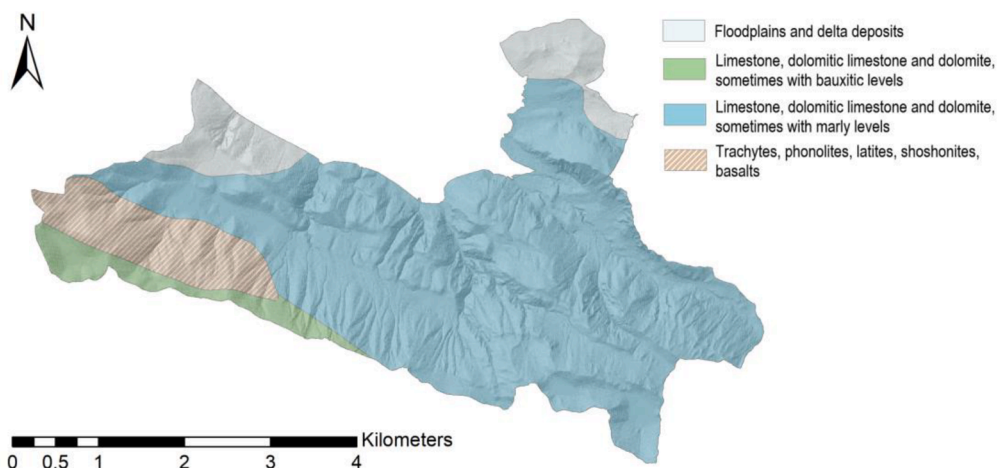 N
Floodplains and delta deposits
Limestone, dolomitic limestone and dolomite,
sometimes with bauxitic levels
Limestone, dolomitic limestone and dolomite,
sometimes with marly levels
Trachytes, phonolites, latites, shoshonites,
basalts
Kilometers
0 0.5 1 2 3 4